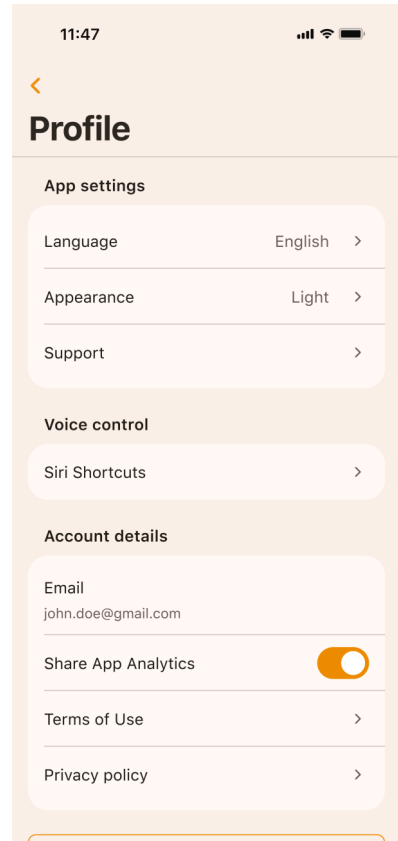 11:47
Profile
App settings
Language English
Appearance Light
Support
Voice control
Siri Shortcuts
Account details
Email
john.doe@gmail.com
Share App Analytics
Terms of Use
Privacy policy